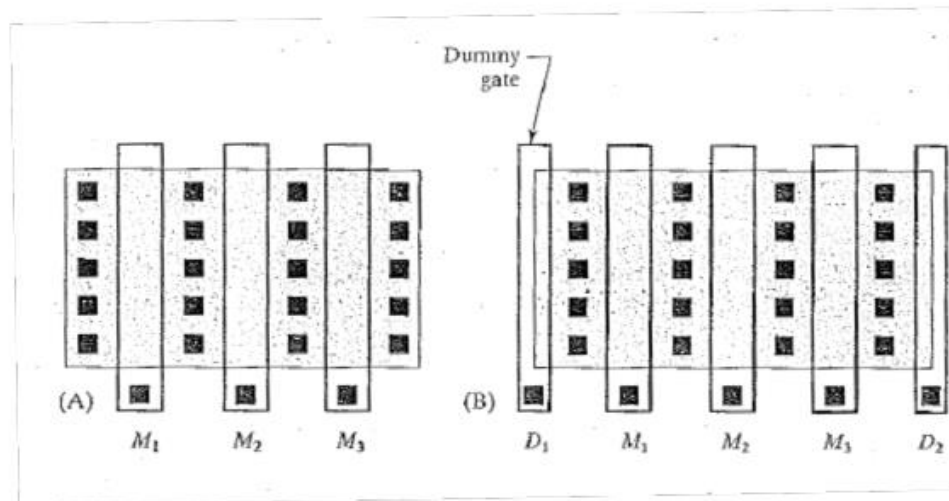 Dummy
gate
(A)
M₁ M₂ M₃
(B)
D₁ M₁ M₂ M₃ D₂